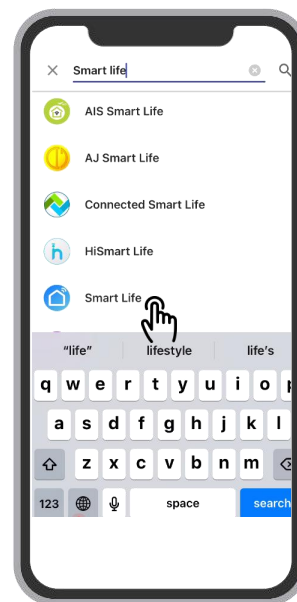 Smart life
AIS Smart Life
AJ Smart Life
Connected Smart Life
HiSmart Life
Smart Life
"life" lifestyle life's
q w e r t y u i o p
a s d f g h j k l
z x c v b n m
123 space search